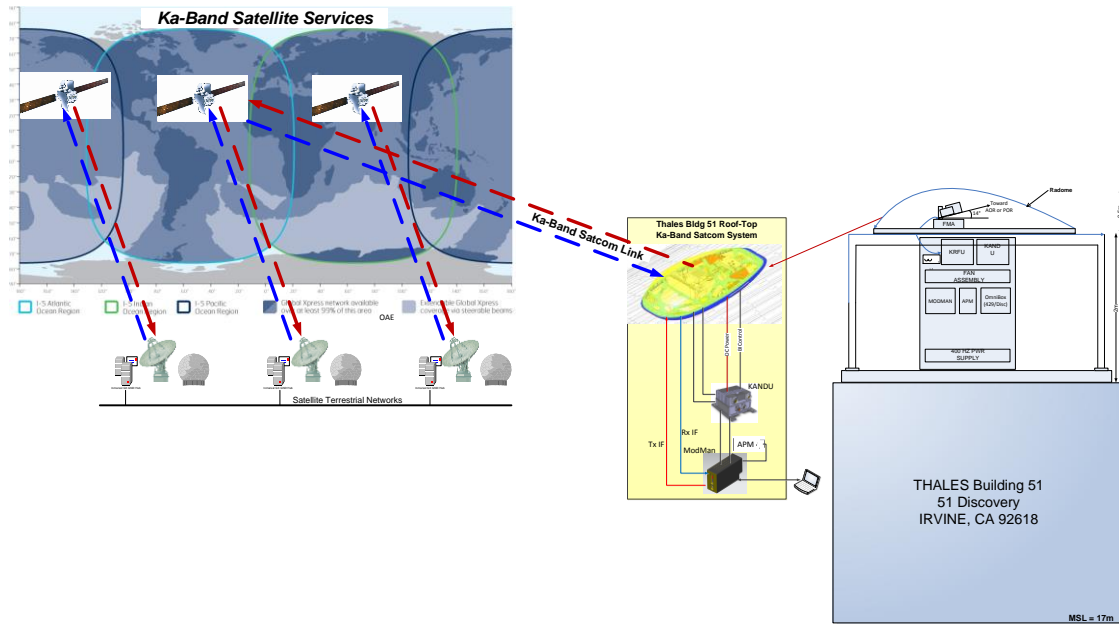 Ka-Band Satellite Services
I-5 Atlantic
Ocean Region
I-5 Indian
Ocean Region
I-5 Pacific
Ocean Region
Global Xpress network available
over at least 99% of this area
Extendable Global Xpress
coverage via steerable beams
OAE
Satellite Terrestrial Networks
Ka-Band Satcom Link
Thales Bldg 51 Roof-Top
Ka-Band Satcom System
DC Power
BI Control
KANDU
Rx IF
Tx IF
APM
ModMan
Radome
Toward
AOR or POR
14°
FMA
KRFU
KAND
U
FAN
ASSEMBLY
MODMAN
APM
OmniBox
(429/Disc)
400 HZ PWR
SUPPLY
THALES Building 51
51 Discovery
IRVINE, CA 92618
MSL = 17m